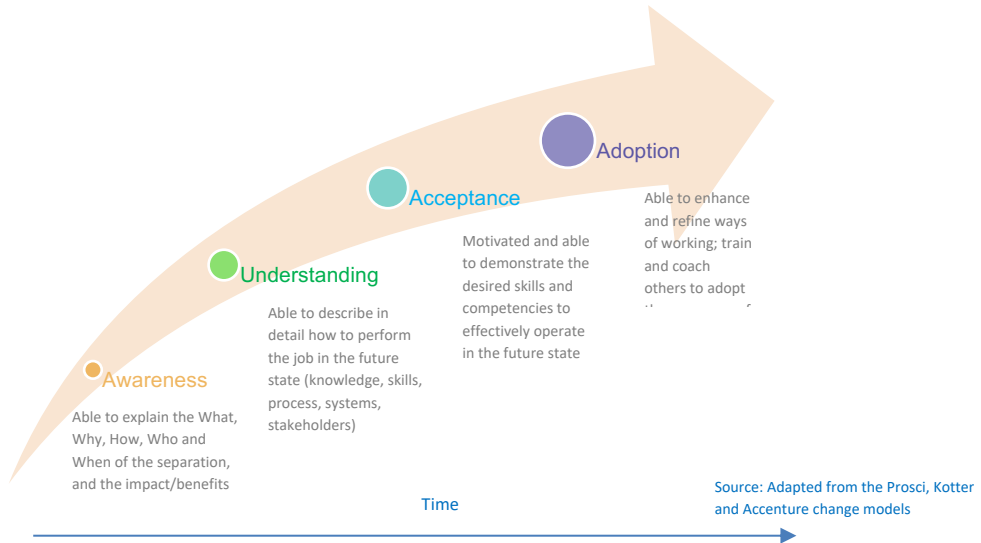 Adoption
Able to enhance
and refine ways
of working; train
and coach
others to adopt
Acceptance
Motivated and able
to demonstrate the
desired skills and
competencies to
effectively operate
in the future state
Understanding
Able to describe in
detail how to perform
the job in the future
state (knowledge, skills,
process, systems,
stakeholders)
Awareness
Able to explain the What,
Why, How, Who and
When of the separation,
and the impact/benefits
Time
Source: Adapted from the Prosci, Kotter
and Accenture change models